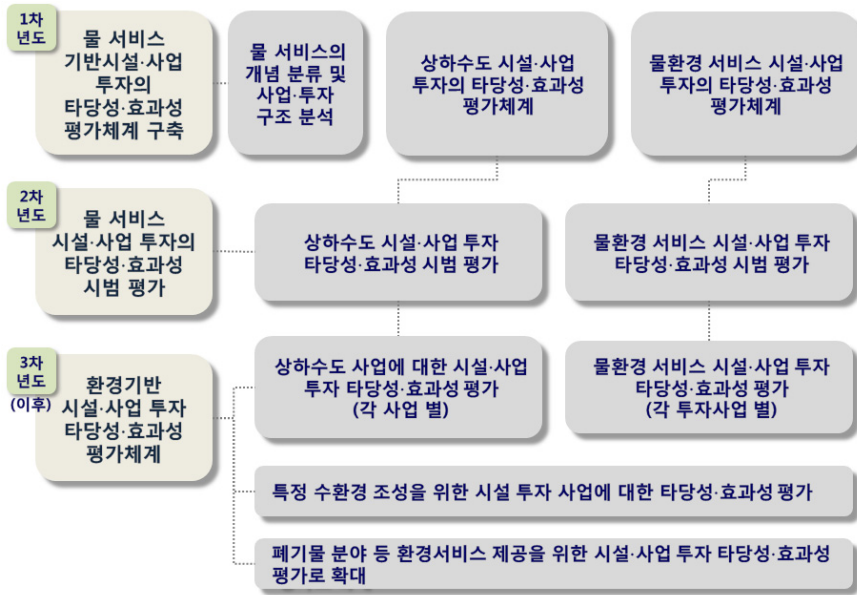 1차
년도
물 서비스
기반시설·사업
투자의
타당성·효과성
평가체계 구축
물 서비스의
개념 분류 및
사업·투자
구조 분석
상하수도 시설·사업
투자의 타당성·효과성
평가체계
물환경 서비스 시설·사업
투자의 타당성·효과성
평가체계
2차
년도
물 서비스
시설·사업 투자의
타당성·효과성
시범 평가
상하수도 시설·사업 투자
타당성·효과성 시범 평가
물환경 서비스 시설·사업 투자
타당성·효과성 시범 평가
3차
년도
(이후)
환경기반
시설·사업 투자
타당성·효과성
평가체계
상하수도 사업에 대한 시설·사업
투자 타당성·효과성 평가
(각 사업 별)
물환경 서비스 시설·사업 투자
타당성·효과성 평가
(각 투자사업 별)
특정 수환경 조성을 위한 시설 투자 사업에 대한 타당성·효과성 평가
폐기물 분야 등 환경서비스 제공을 위한 시설·사업 투자 타당성·효과성
평가로 확대